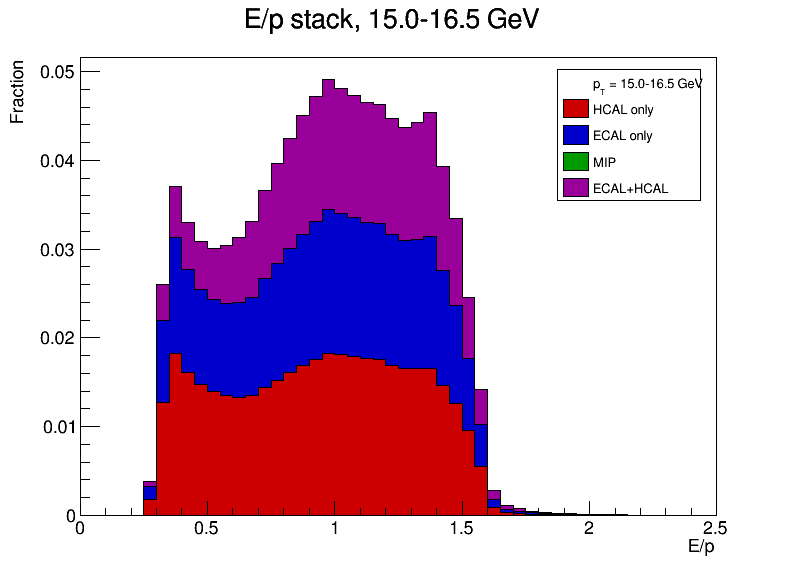 E/p stack, 15.0-16.5 GeV
Fraction
0.05
0.04
0.03
0.02
0.01
0
p_T = 15.0-16.5 GeV
HCAL only
ECAL only
MIP
ECAL+HCAL
0 0.5 1 1.5 2 2.5
E/p